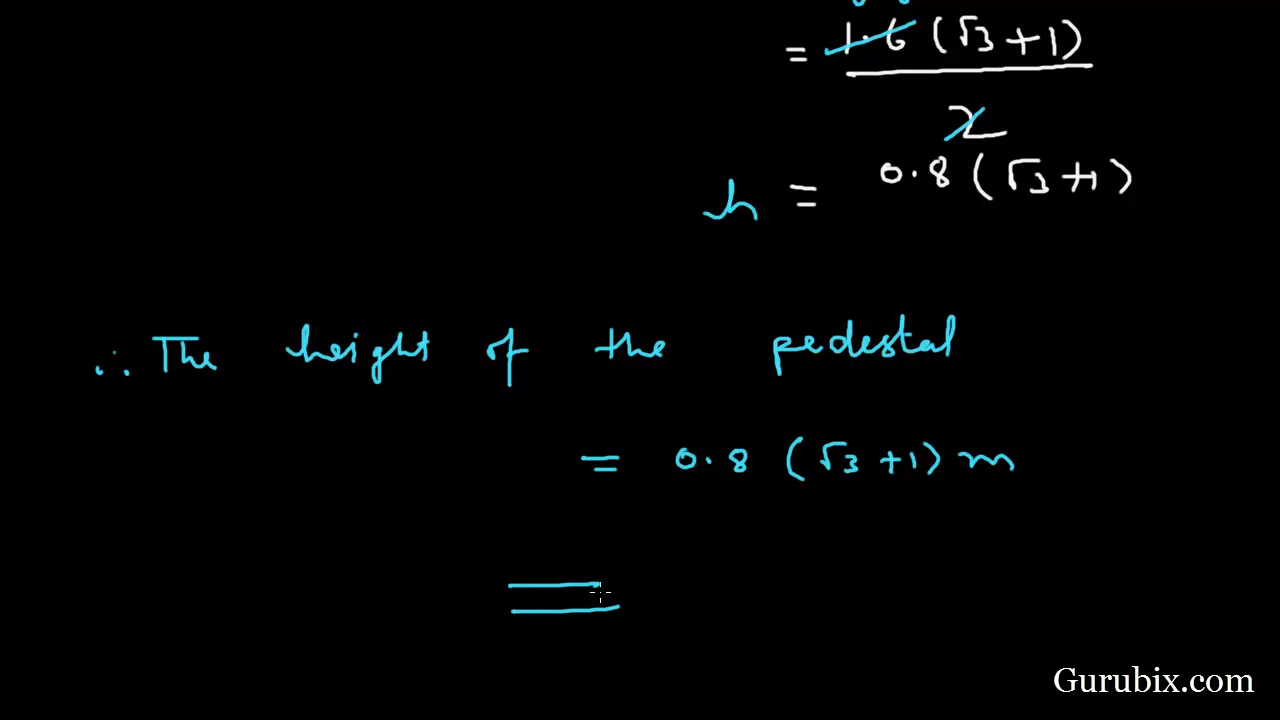 = 1.6 (√3+1)
2
h = 0.8 (√3+1)
∴ The height of the pedestal
= 0.8 (√3+1) m
Gurubix.com